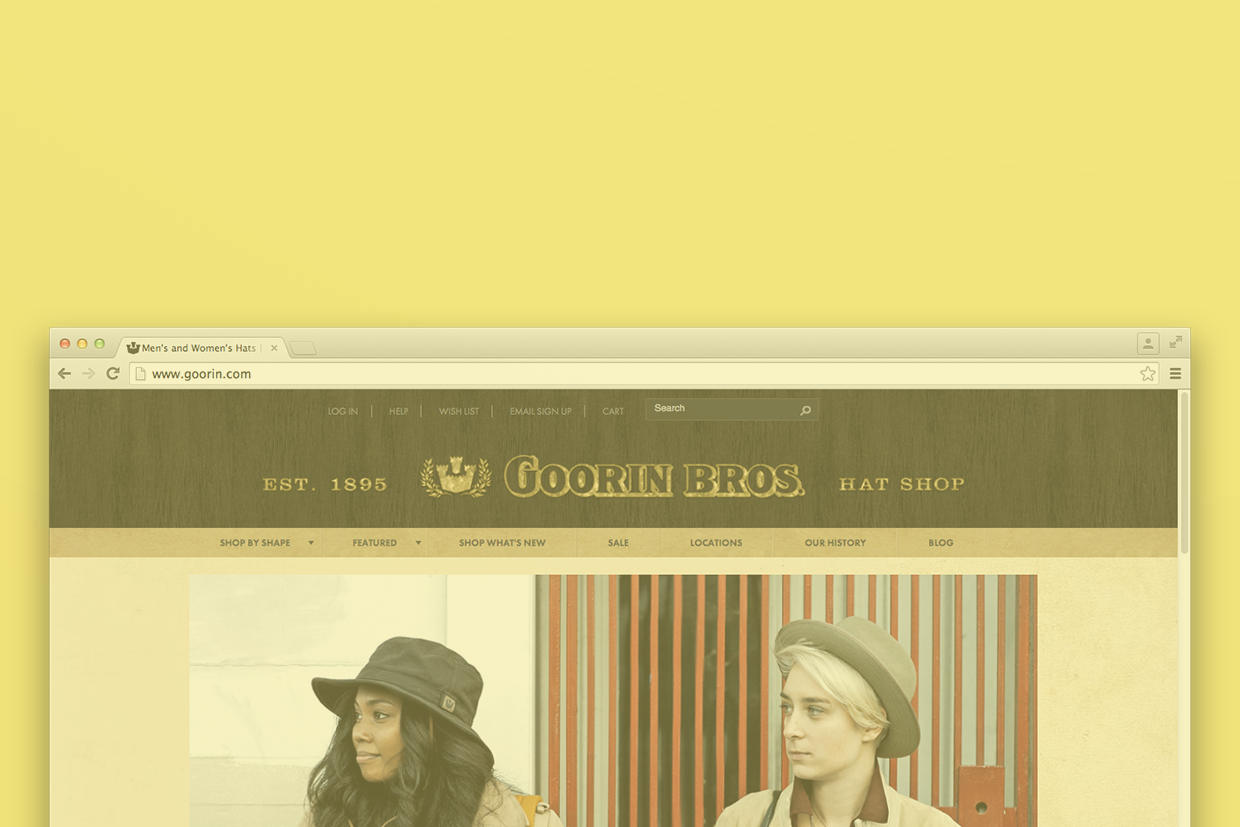 Men's and Women's Hats
www.goorin.com
LOG IN | HELP | WISH LIST | EMAIL SIGN UP | CART Search
EST. 1895 GOORIN BROS. HAT SHOP
SHOP BY SHAPE FEATURED SHOP WHAT'S NEW SALE LOCATIONS OUR HISTORY BLOG